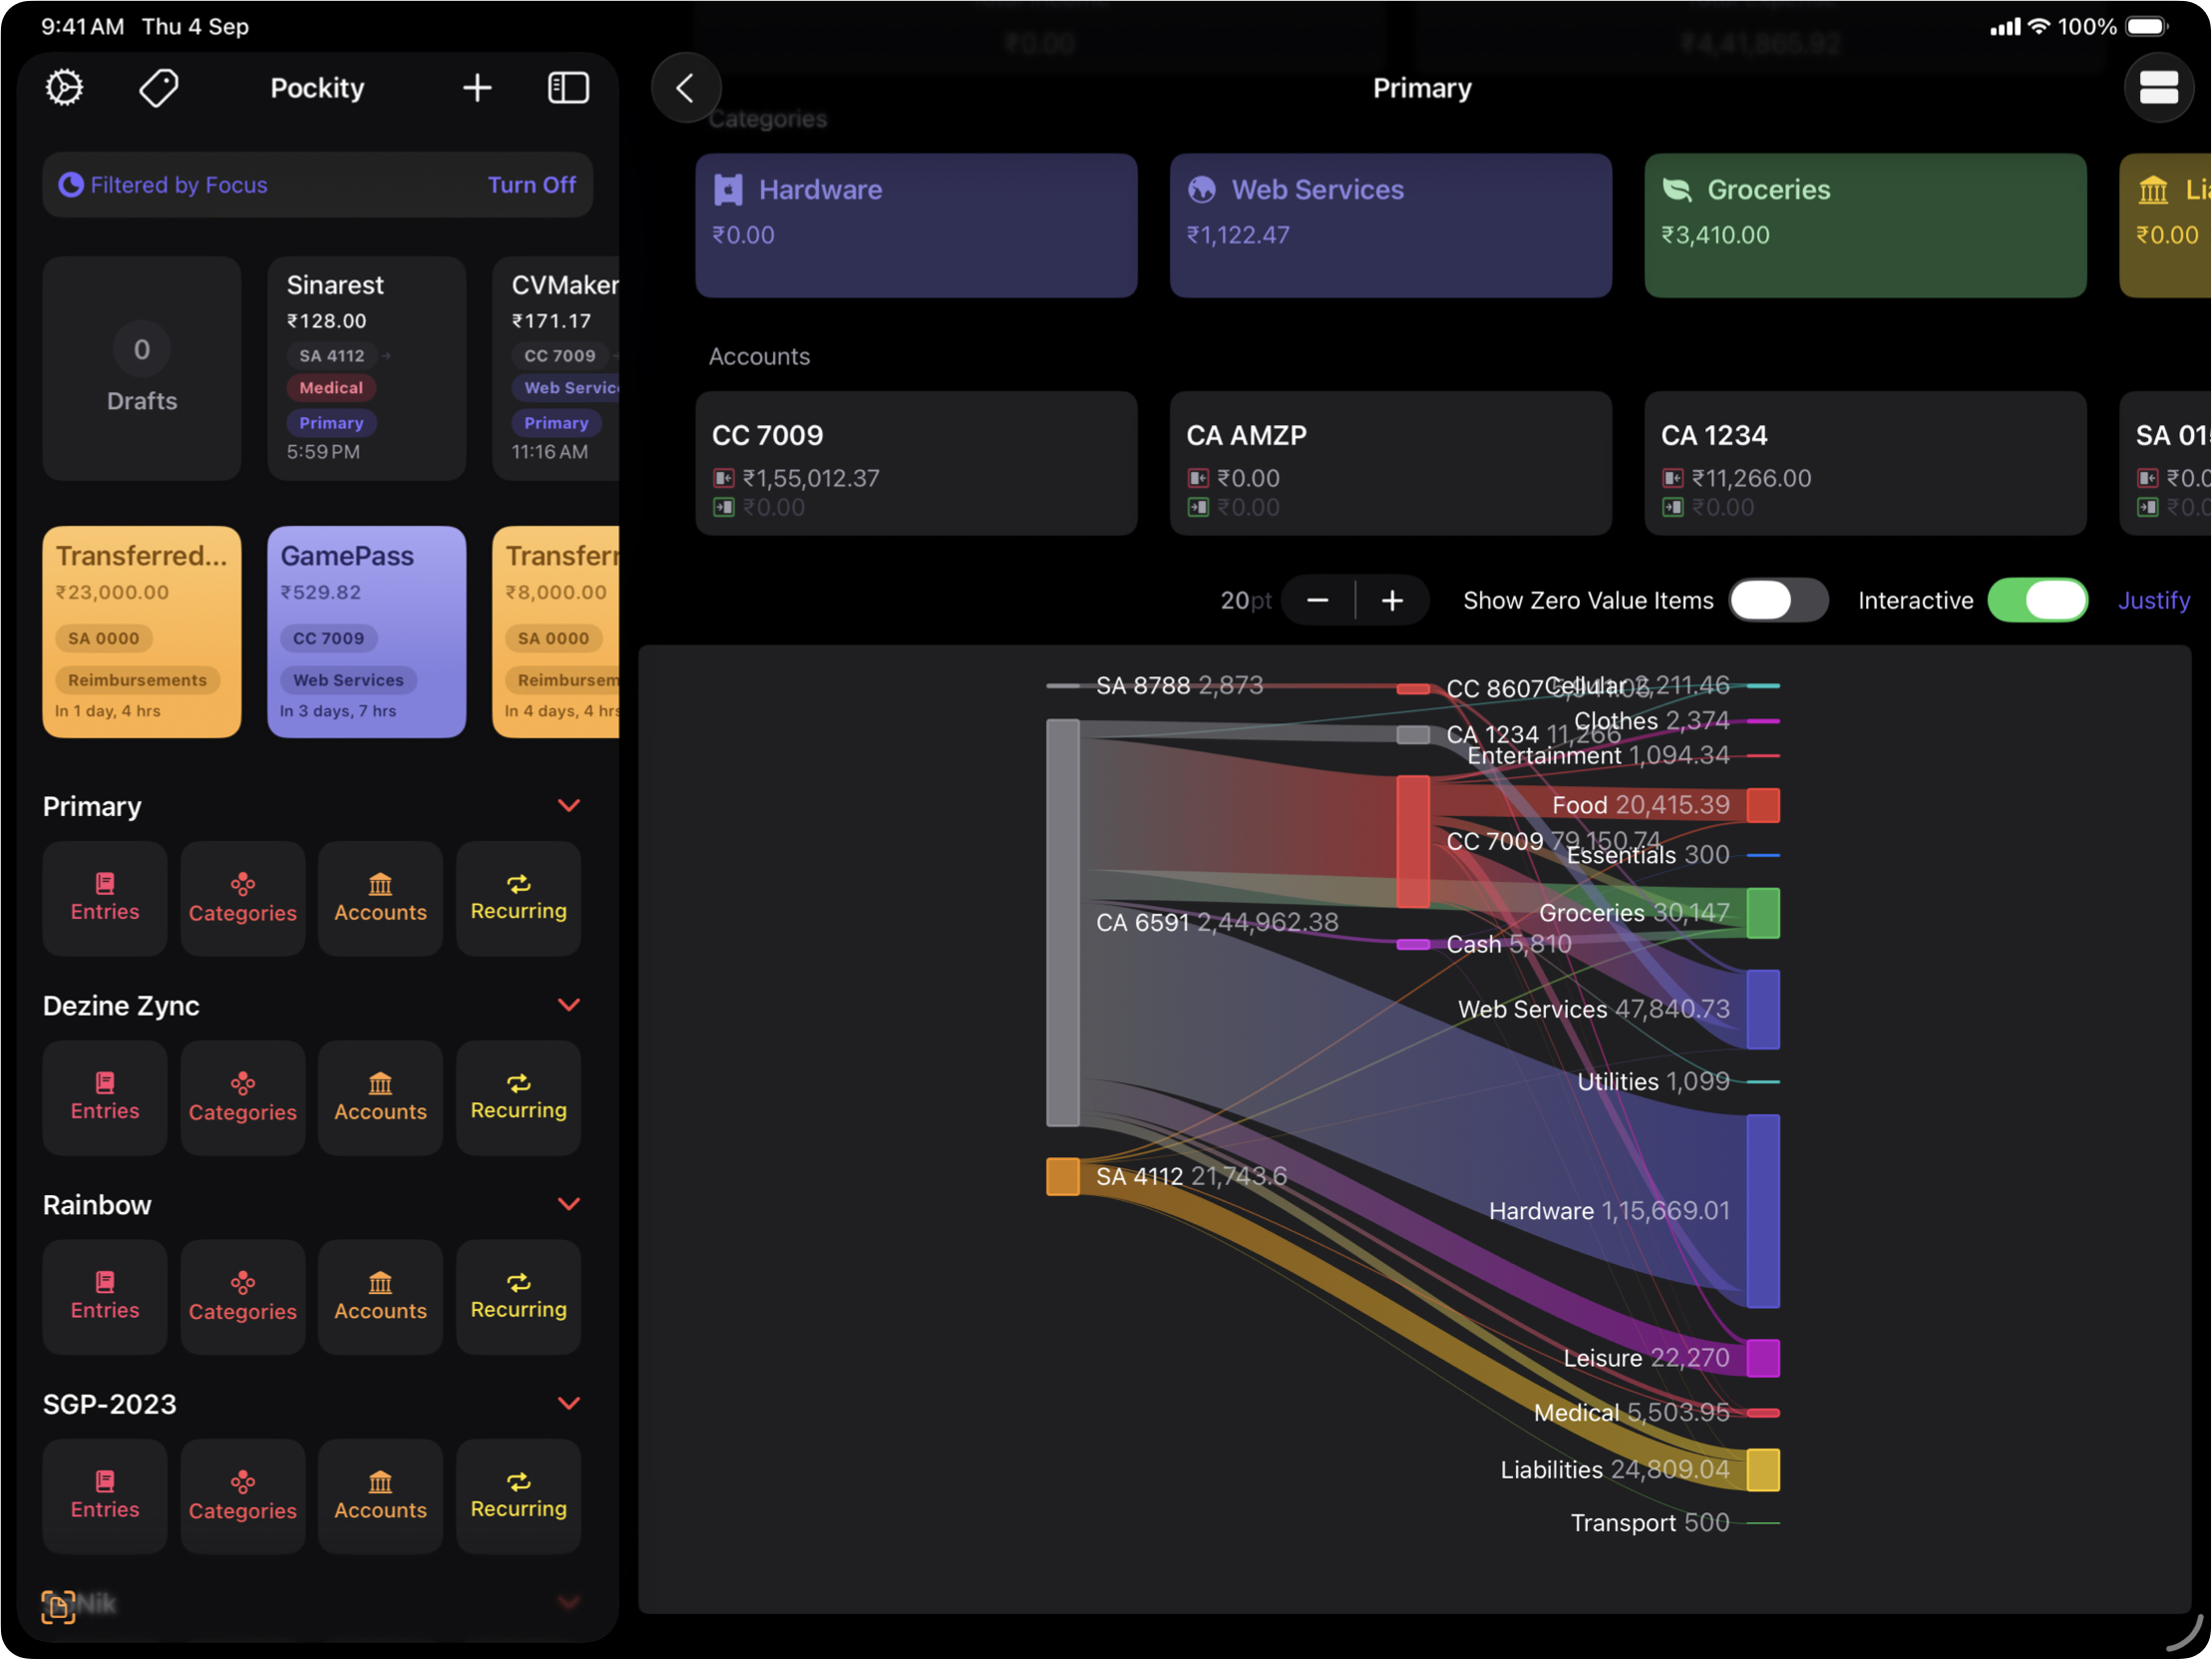 9:41 AM Thu 4 Sep
100%
Pockity
Filtered by Focus Turn Off
0
Drafts
Sinarest
₹128.00
SA 4112 →
Medical
Primary
5:59 PM
CVMaker
₹171.17
CC 7009
Web Servic
Primary
11:16 AM
Transferred...
₹23,000.00
SA 0000
Reimbursements
In 1 day, 4 hrs
GamePass
₹529.82
CC 7009
Web Services
In 3 days, 7 hrs
Transferr
₹8,000.00
SA 0000
Reimbursem
In 4 days, 4 hrs
Primary
Entries Categories Accounts Recurring
Dezine Zync
Entries Categories Accounts Recurring
Rainbow
Entries Categories Accounts Recurring
SGP-2023
Entries Categories Accounts Recurring
₹0.00 ₹4,41,865.92
Primary
Categories
Hardware
₹0.00
Web Services
₹1,122.47
Groceries
₹3,410.00
Lia
₹0.00
Accounts
CC 7009
₹1,55,012.37
₹0.00
CA AMZP
₹0.00
₹0.00
CA 1234
₹11,266.00
₹0.00
SA 01
₹0.0
₹0.0
20pt − + Show Zero Value Items Interactive Justify
SA 8788 2,873
CC 8607
Cellular 2,211.46
Clothes 2,374
CA 1234 11,266
Entertainment 1,094.34
Food 20,415.39
CC 7009 79,150.74
Essentials 300
Groceries 30,147
CA 6591 2,44,962.38
Cash 5,810
Web Services 47,840.73
Utilities 1,099
SA 4112 21,743.6
Hardware 1,15,669.01
Leisure 22,270
Medical 5,503.95
Liabilities 24,809.04
Transport 500